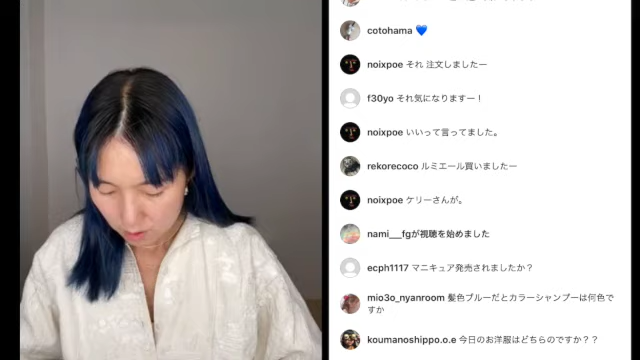 cotohama 💙
noixpoe それ 注文しましたー
f30yo それ気になりますー！
noixpoe いいって言ってました。
rekorecoco ルミエール買いましたー
noixpoe ケリーさんが。
nami___fgが視聴を始めました
ecph1117 マニキュア発売されましたか？
mio3o_nyanroom 髪色ブルーだとカラーシャンプーは何色で
すか
koumanoshippo.o.e 今日のお洋服はどちらのですか？？